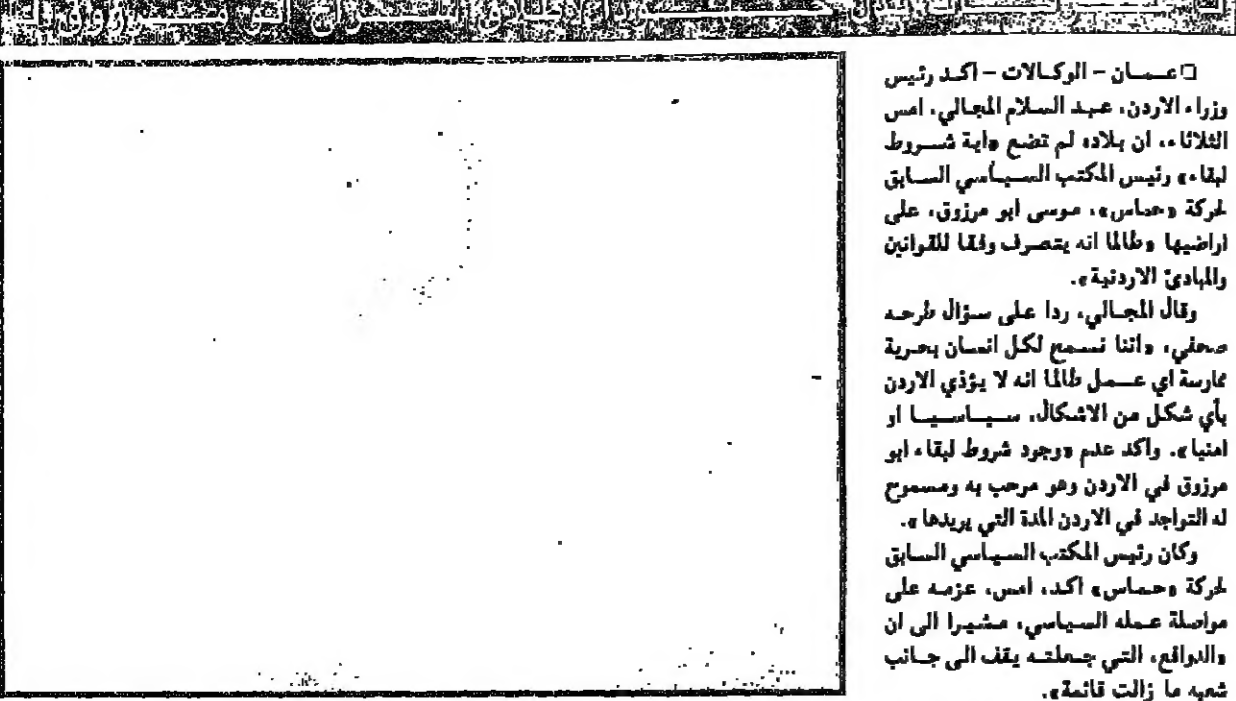 □ عمان - الوكالات - اكد رئيس
وزراء الاردن، عبد السلام المجالي، امس
الثلاثاء، ان بلاده لم تضع «اية شروط
لبقاء» رئيس المكتب السياسي السابق
لحركة «حماس»، موسى ابو مرزوق، على
اراضيها «طالما انه يتصرف وفقا للقوانين
والمبادئ الاردنية».
وقال المجالي، ردا على سؤال طرحه
صحفي، «اننا نسمح لكل انسان بحرية
ممارسة اي عمل طالما انه لا يؤذي الاردن
بأي شكل من الاشكال، سياسيا او
امنيا». واكد عدم «وجود شروط لبقاء ابو
مرزوق في الاردن وهو مرحب به ومسموح
له التواجد في الاردن المدة التي يريدها».
وكان رئيس المكتب السياسي السابق
لحركة «حماس» اكد، امس، عزمه على
مواصلة عمله السياسي، مشيرا الى ان
«الدوافع، التي جعلته يقف الى جانب
شعبه ما زالت قائمة».